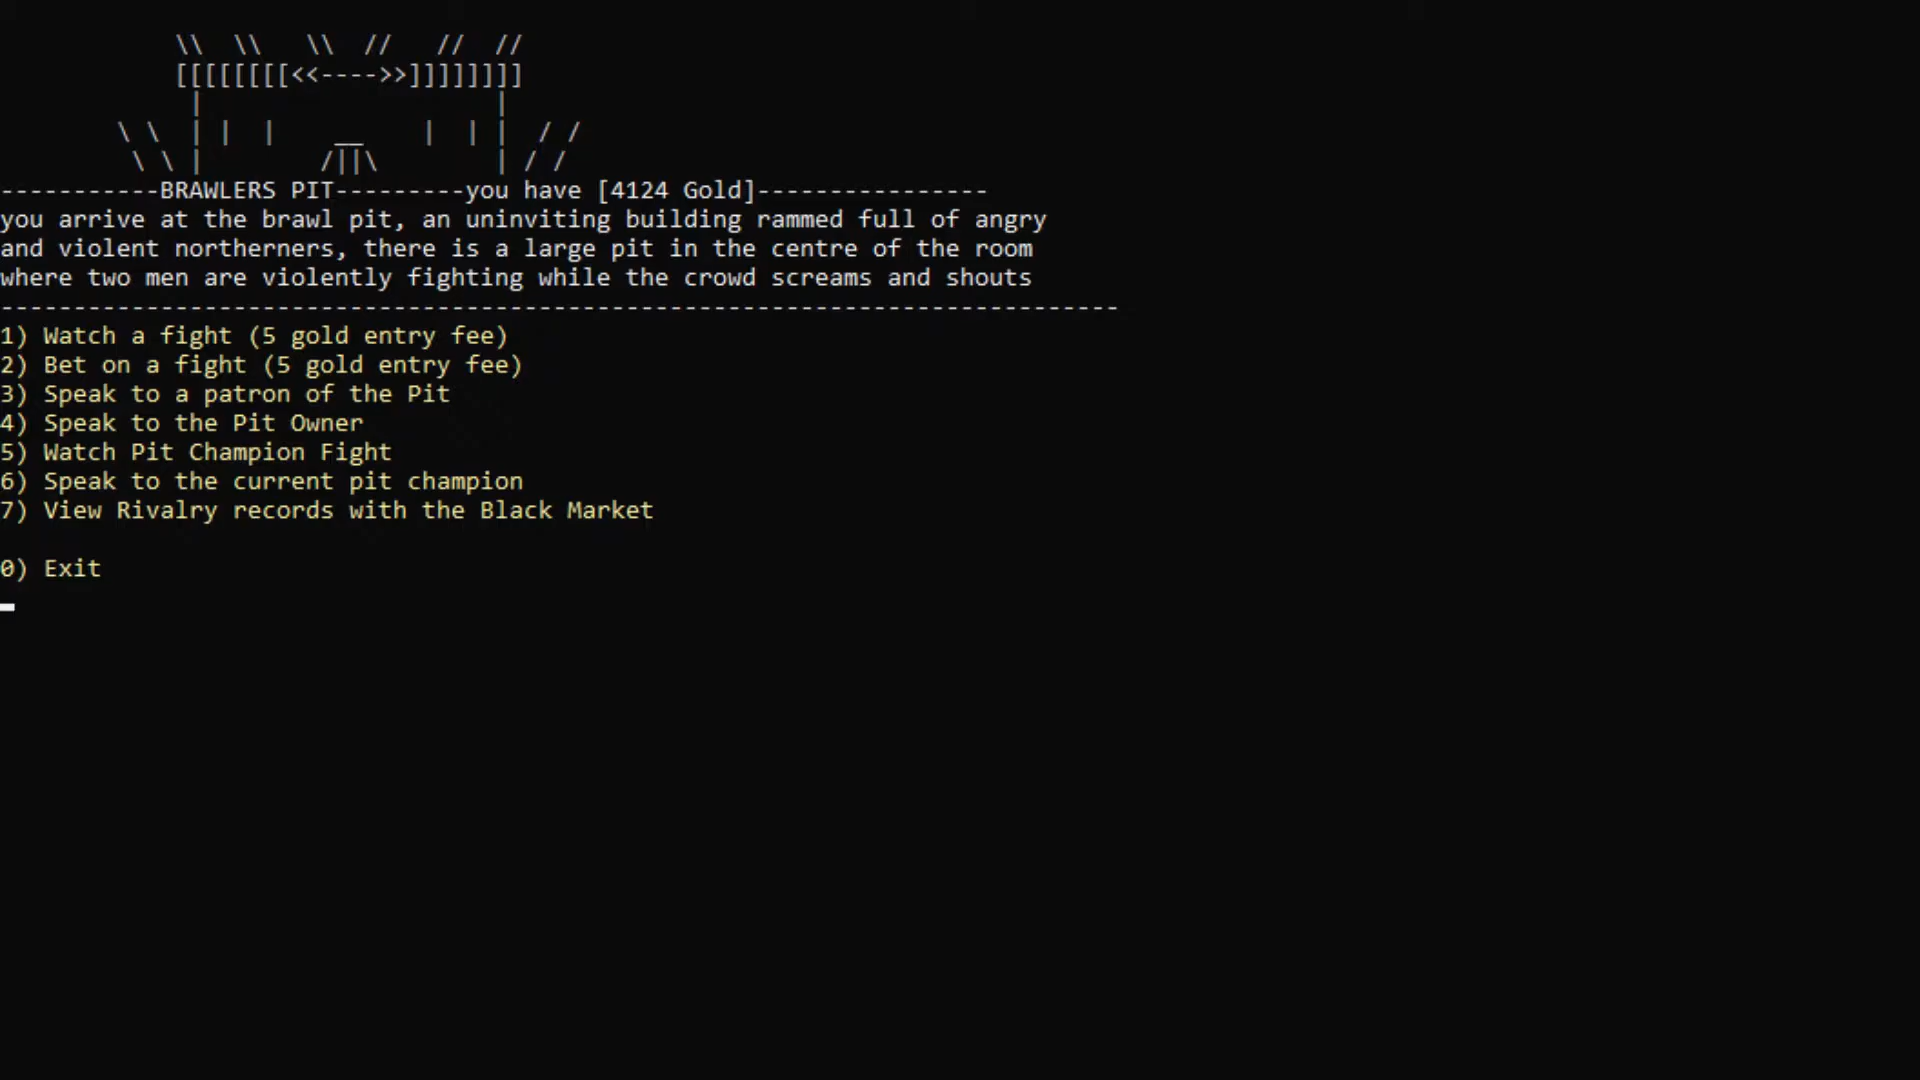 \\  \\   \\  //   //  //
[[[[[[[[<<---->>]]]]]]]]
|                    |
\ \  | |  |    __    |  | |  / /
\ \ |        /||\        | / /
-----------BRAWLERS PIT---------you have [4124 Gold]----------------
you arrive at the brawl pit, an uninviting building rammed full of angry
and violent northerners, there is a large pit in the centre of the room
where two men are violently fighting while the crowd screams and shouts
-----------------------------------------------------------------------------
1) Watch a fight (5 gold entry fee)
2) Bet on a fight (5 gold entry fee)
3) Speak to a patron of the Pit
4) Speak to the Pit Owner
5) Watch Pit Champion Fight
6) Speak to the current pit champion
7) View Rivalry records with the Black Market
0) Exit